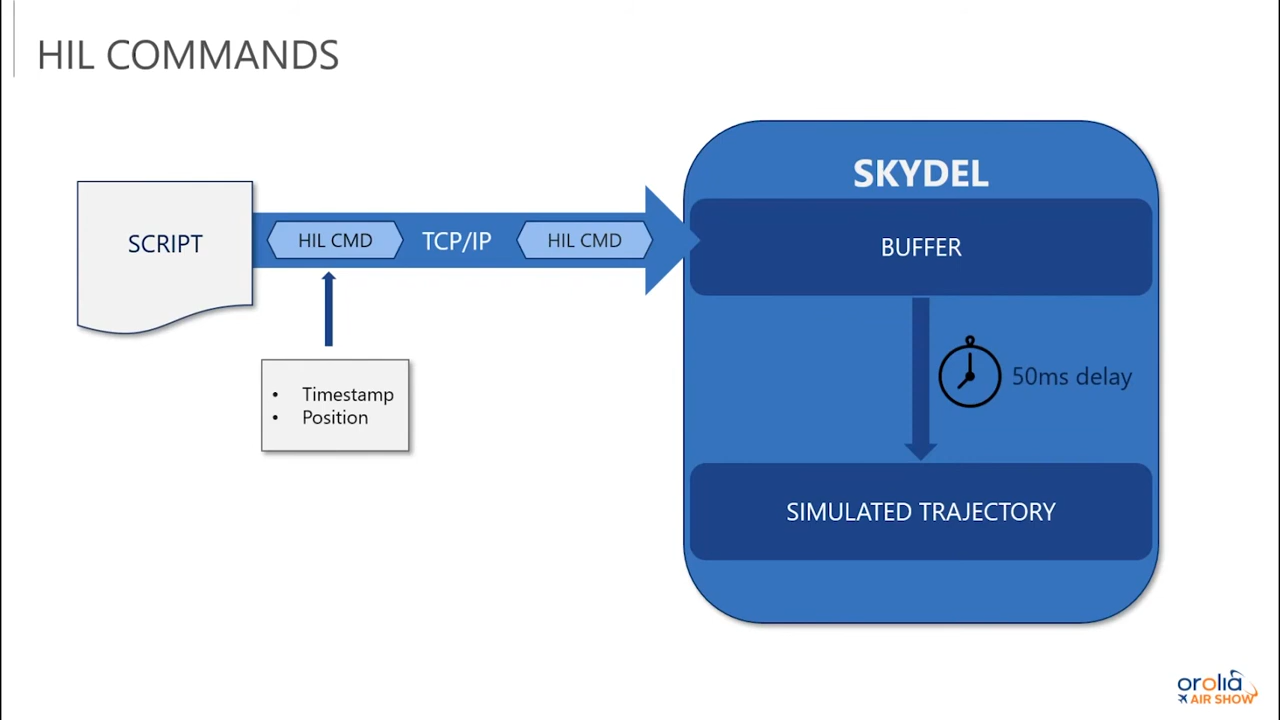 HIL COMMANDS
SKYDEL
SCRIPT
HIL CMD
TCP/IP
HIL CMD
BUFFER
• Timestamp
• Position
50ms delay
SIMULATED TRAJECTORY
orolia
AIR SHOW